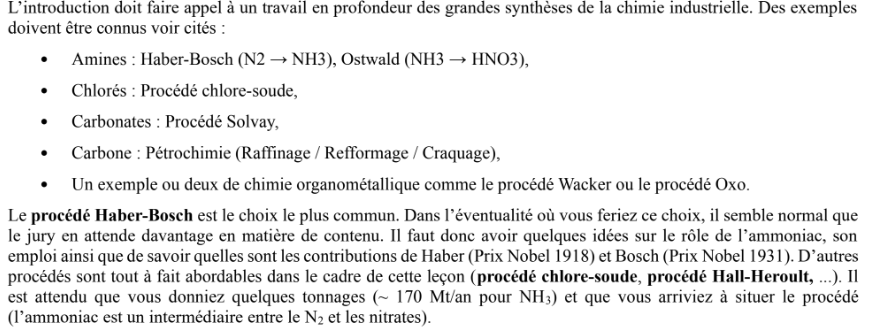 L’introduction doit faire appel à un travail en profondeur des grandes synthèses de la chimie industrielle. Des exemples
doivent être connus voir cités :
• Amines : Haber-Bosch (N2 → NH3), Ostwald (NH3 → HNO3),
• Chlorés : Procédé chlore-soude,
• Carbonates : Procédé Solvay,
• Carbone : Pétrochimie (Raffinage / Refformage / Craquage),
• Un exemple ou deux de chimie organométallique comme le procédé Wacker ou le procédé Oxo.
Le procédé Haber-Bosch est le choix le plus commun. Dans l’éventualité où vous feriez ce choix, il semble normal que
le jury en attende davantage en matière de contenu. Il faut donc avoir quelques idées sur le rôle de l’ammoniac, son
emploi ainsi que de savoir quelles sont les contributions de Haber (Prix Nobel 1918) et Bosch (Prix Nobel 1931). D’autres
procédés sont tout à fait abordables dans le cadre de cette leçon (procédé chlore-soude, procédé Hall-Heroult, ...). Il
est attendu que vous donniez quelques tonnages (~ 170 Mt/an pour NH₃) et que vous arriviez à situer le procédé
(l’ammoniac est un intermédiaire entre le N₂ et les nitrates).